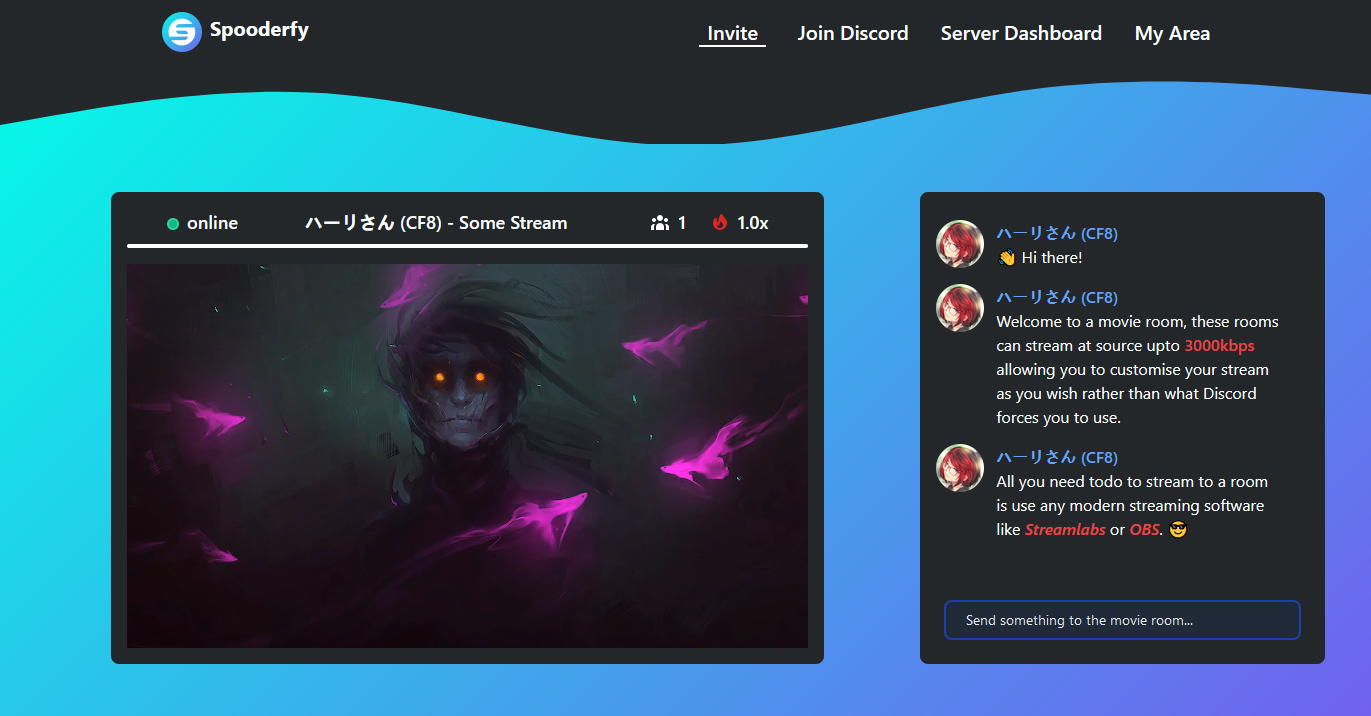 Spooderfy
Invite Join Discord Server Dashboard My Area
online ハーリさん (CF8) - Some Stream 1 1.0x
ハーリさん (CF8)
👋 Hi there!
ハーリさん (CF8)
Welcome to a movie room, these rooms
can stream at source upto 3000kbps
allowing you to customise your stream
as you wish rather than what Discord
forces you to use.
ハーリさん (CF8)
All you need todo to stream to a room
is use any modern streaming software
like Streamlabs or OBS. 😎
Send something to the movie room...